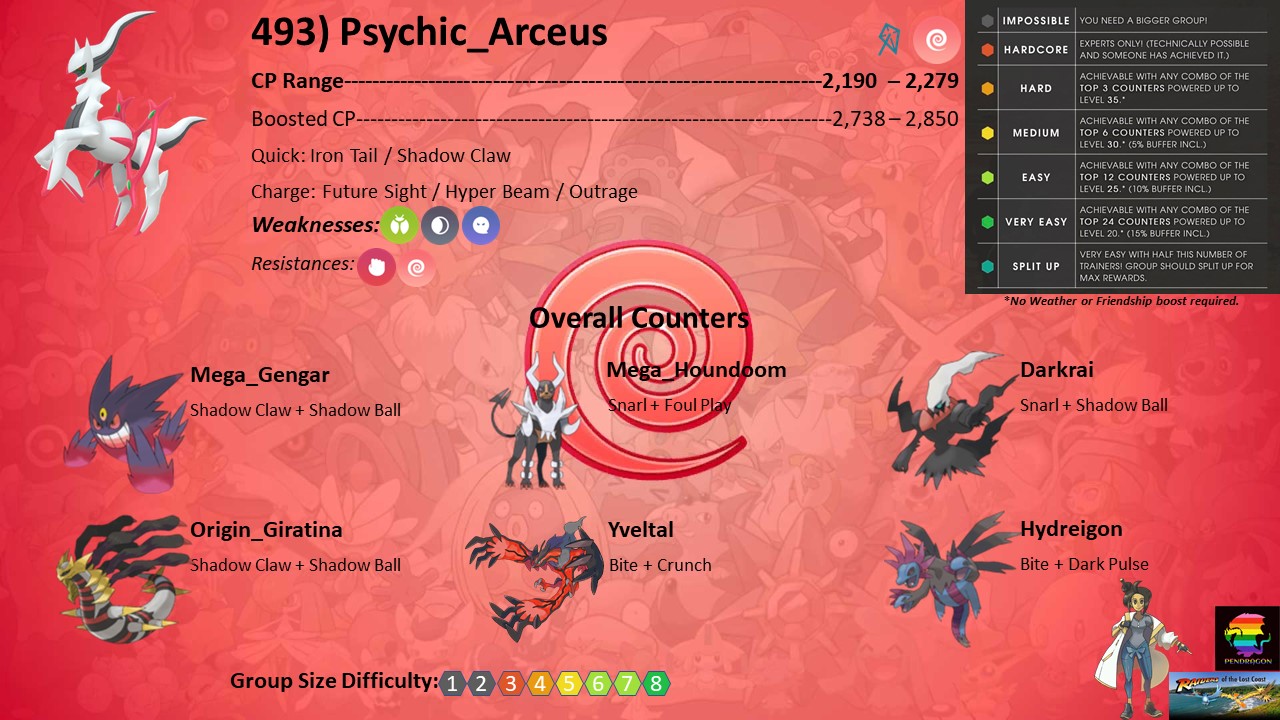 493) Psychic_Arceus
CP Range------------------------------------------------------------------------------------2,190 – 2,279
Boosted CP------------------------------------------------------------------------------------2,738 – 2,850
Quick: Iron Tail / Shadow Claw
Charge: Future Sight / Hyper Beam / Outrage
Weaknesses:
Resistances:
IMPOSSIBLE YOU NEED A BIGGER GROUP!
HARDCORE EXPERTS ONLY! (TECHNICALLY POSSIBLE
AND SOMEONE HAS ACHIEVED IT.)
HARD ACHIEVABLE WITH ANY COMBO OF THE
TOP 3 COUNTERS POWERED UP TO
LEVEL 35.*
MEDIUM ACHIEVABLE WITH ANY COMBO OF THE
TOP 6 COUNTERS POWERED UP TO
LEVEL 30.* (5% BUFFER INCL.)
EASY ACHIEVABLE WITH ANY COMBO OF THE
TOP 12 COUNTERS POWERED UP TO
LEVEL 25.* (10% BUFFER INCL.)
VERY EASY ACHIEVABLE WITH ANY COMBO OF THE
TOP 24 COUNTERS POWERED UP TO
LEVEL 20.* (15% BUFFER INCL.)
SPLIT UP VERY EASY WITH HALF THIS NUMBER OF
TRAINERS! GROUP SHOULD SPLIT UP FOR
MAX REWARDS.
*No Weather or Friendship boost required.
Overall Counters
Mega_Gengar
Shadow Claw + Shadow Ball
Mega_Houndoom
Snarl + Foul Play
Darkrai
Snarl + Shadow Ball
Origin_Giratina
Shadow Claw + Shadow Ball
Yveltal
Bite + Crunch
Hydreigon
Bite + Dark Pulse
Group Size Difficulty: 1 2 3 4 5 6 7 8
PENDRAGON
RAIDERS of the Lost Coast